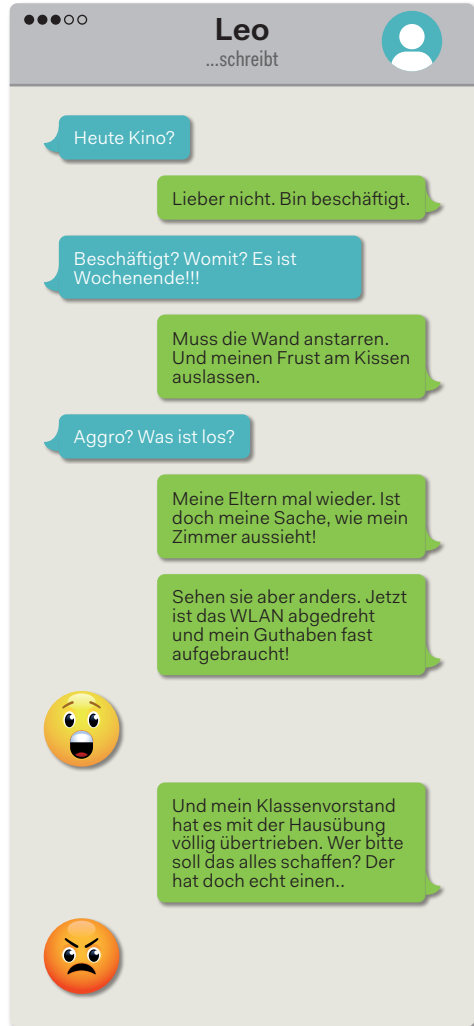 Leo
...schreibt
Heute Kino?
Lieber nicht. Bin beschäftigt.
Beschäftigt? Womit? Es ist
Wochenende!!!
Muss die Wand anstarren.
Und meinen Frust am Kissen
auslassen.
Aggro? Was ist los?
Meine Eltern mal wieder. Ist
doch meine Sache, wie mein
Zimmer aussieht!
Sehen sie aber anders. Jetzt
ist das WLAN abgedreht
und mein Guthaben fast
aufgebraucht!
Und mein Klassenvorstand
hat es mit der Hausübung
völlig übertrieben. Wer bitte
soll das alles schaffen? Der
hat doch echt einen..